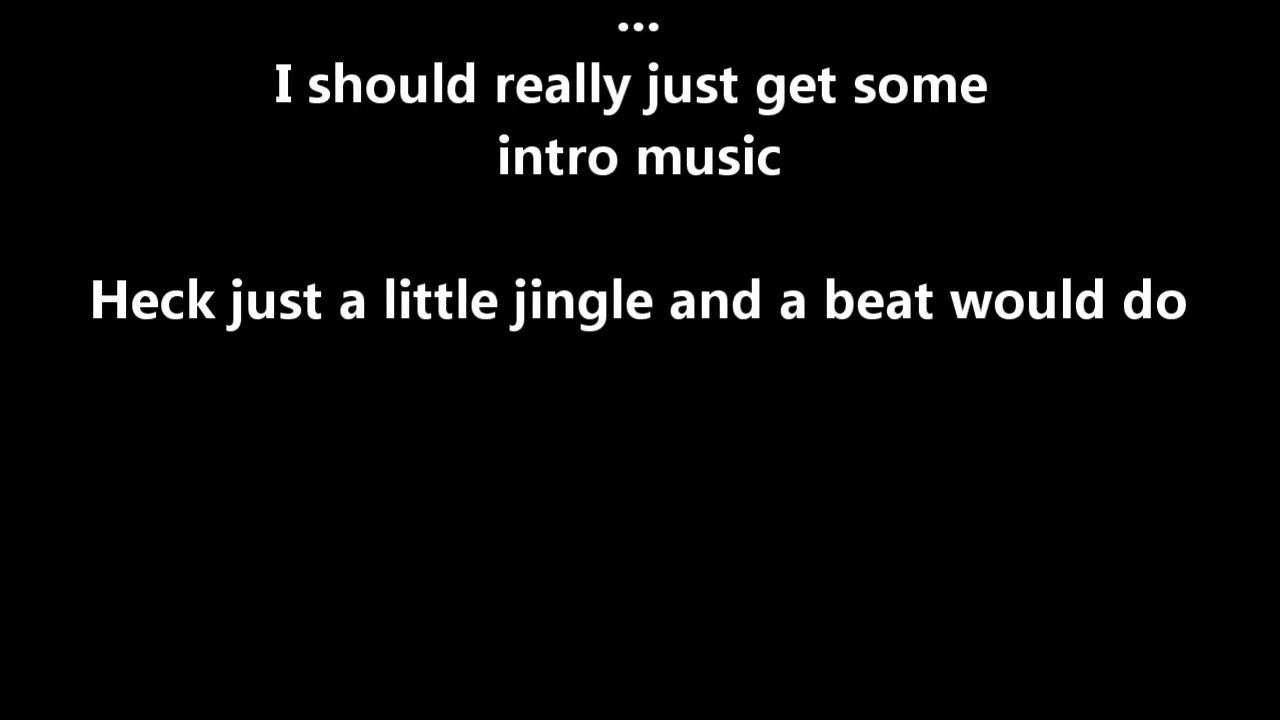 ...
I should really just get some
intro music
Heck just a little jingle and a beat would do